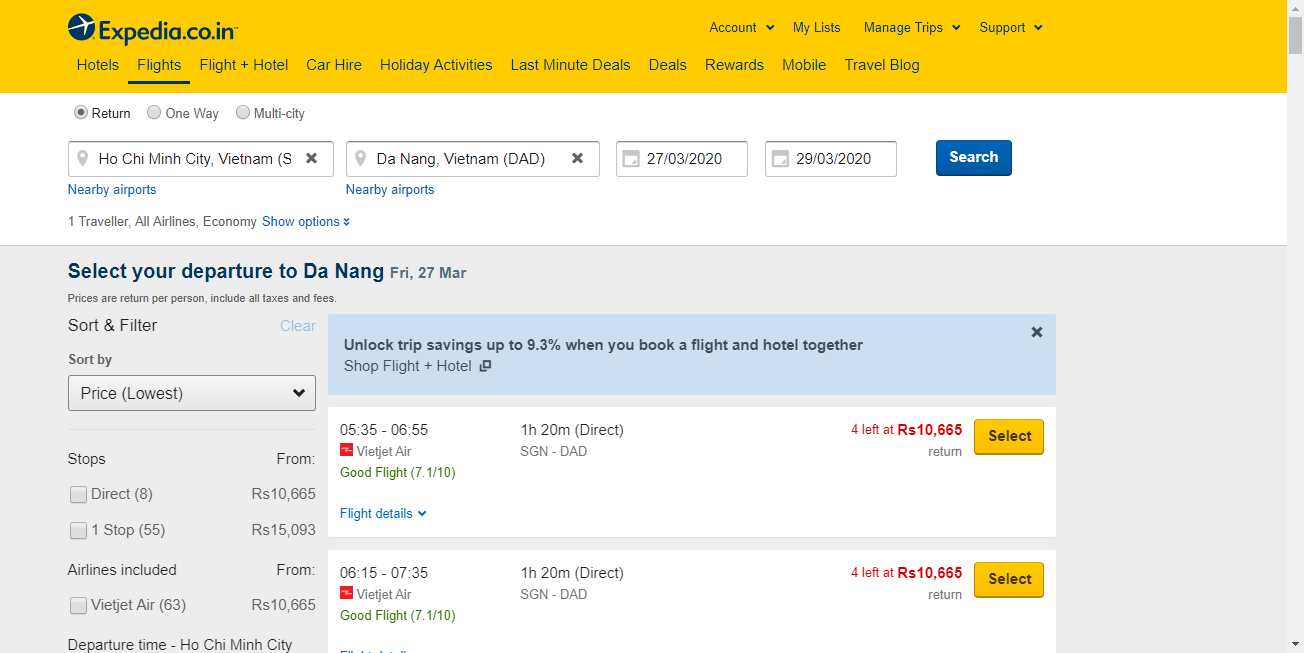 Expedia.co.in
Account My Lists Manage Trips Support
Hotels Flights Flight + Hotel Car Hire Holiday Activities Last Minute Deals Deals Rewards Mobile Travel Blog
Return One Way Multi-city
Ho Chi Minh City, Vietnam (S Da Nang, Vietnam (DAD) 27/03/2020 29/03/2020 Search
Nearby airports Nearby airports
1 Traveller, All Airlines, Economy Show options
Select your departure to Da Nang Fri, 27 Mar
Prices are return per person, include all taxes and fees.
Sort & Filter Clear
Sort by
Price (Lowest)
Stops From:
Direct (8) Rs10,665
1 Stop (55) Rs15,093
Airlines included From:
Vietjet Air (63) Rs10,665
Departure time - Ho Chi Minh City
Unlock trip savings up to 9.3% when you book a flight and hotel together
Shop Flight + Hotel
05:35 - 06:55 1h 20m (Direct) 4 left at Rs10,665 Select
Vietjet Air SGN - DAD return
Good Flight (7.1/10)
Flight details
06:15 - 07:35 1h 20m (Direct) 4 left at Rs10,665 Select
Vietjet Air SGN - DAD return
Good Flight (7.1/10)